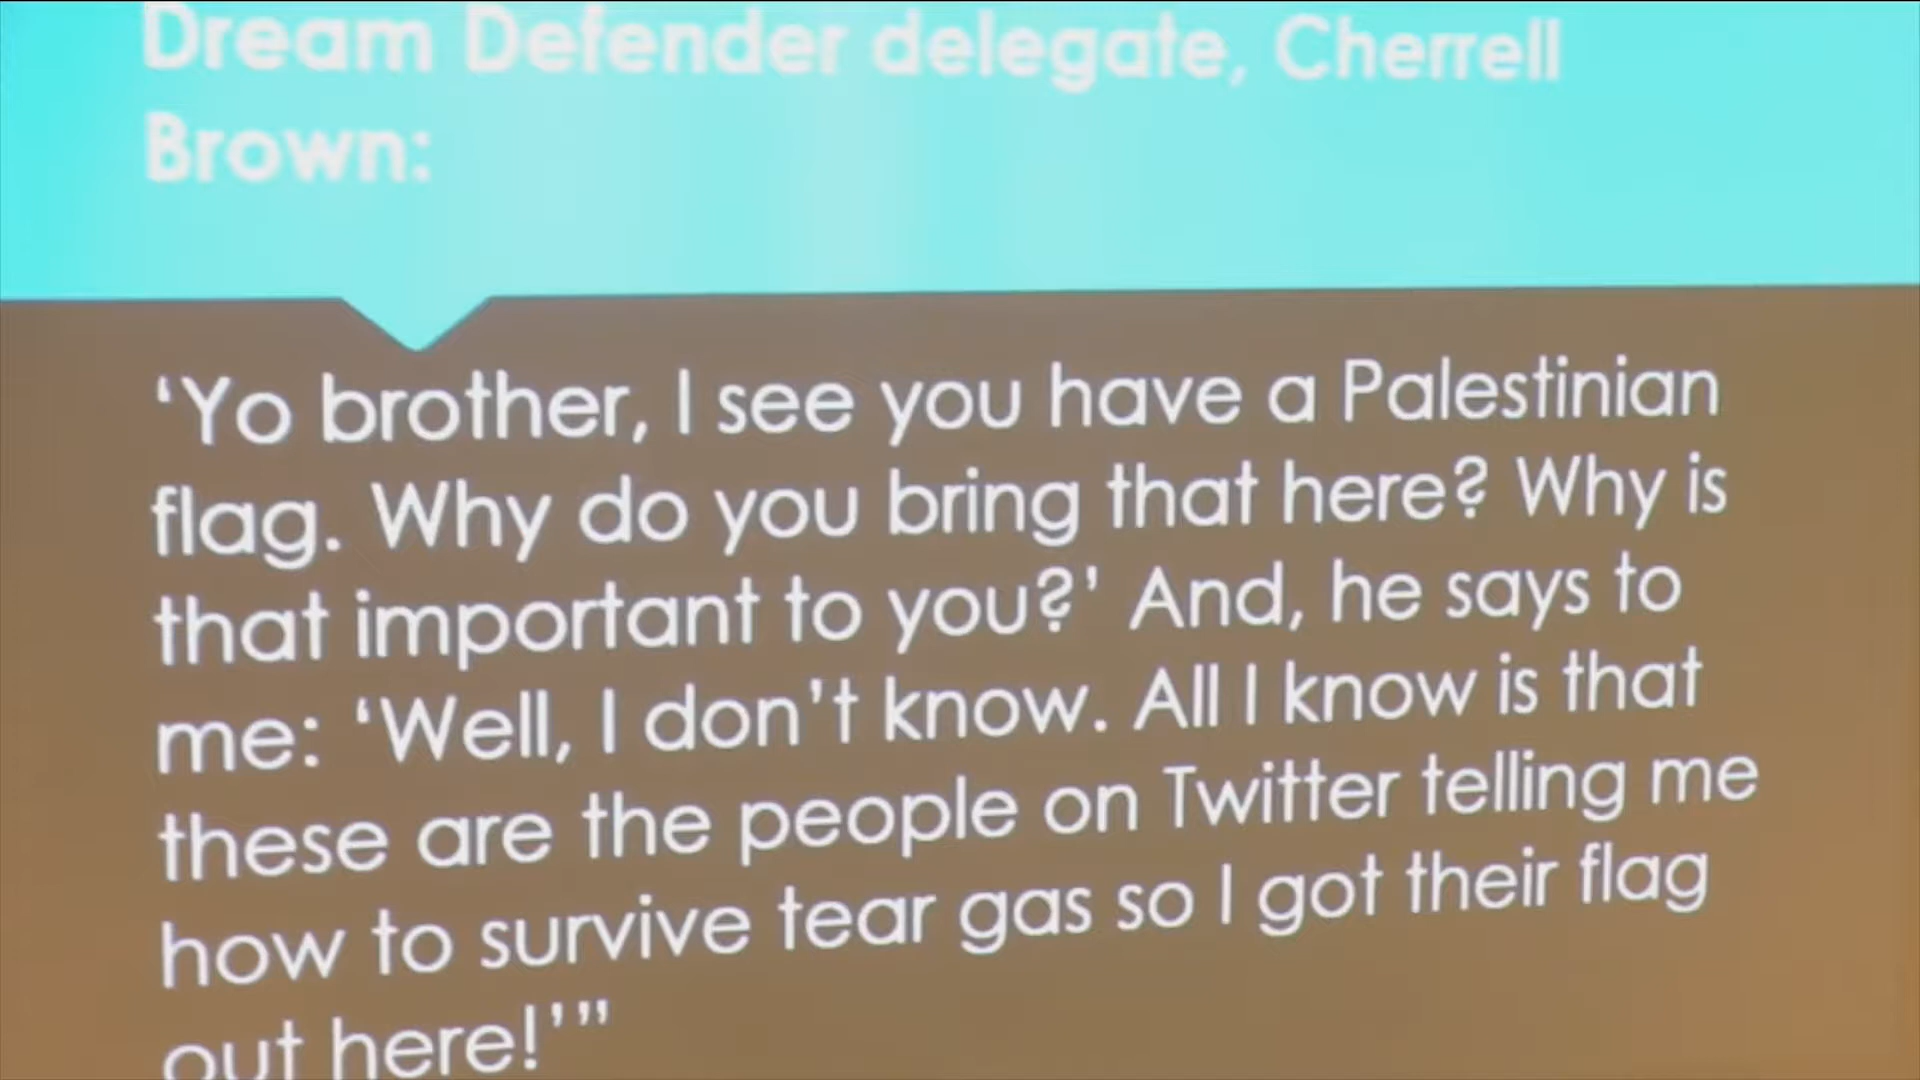 Dream Defender delegate, Cherrell
Brown:
‘Yo brother, I see you have a Palestinian
flag. Why do you bring that here? Why is
that important to you?’ And, he says to
me: ‘Well, I don’t know. All I know is that
these are the people on Twitter telling me
how to survive tear gas so I got their flag
out here!’”